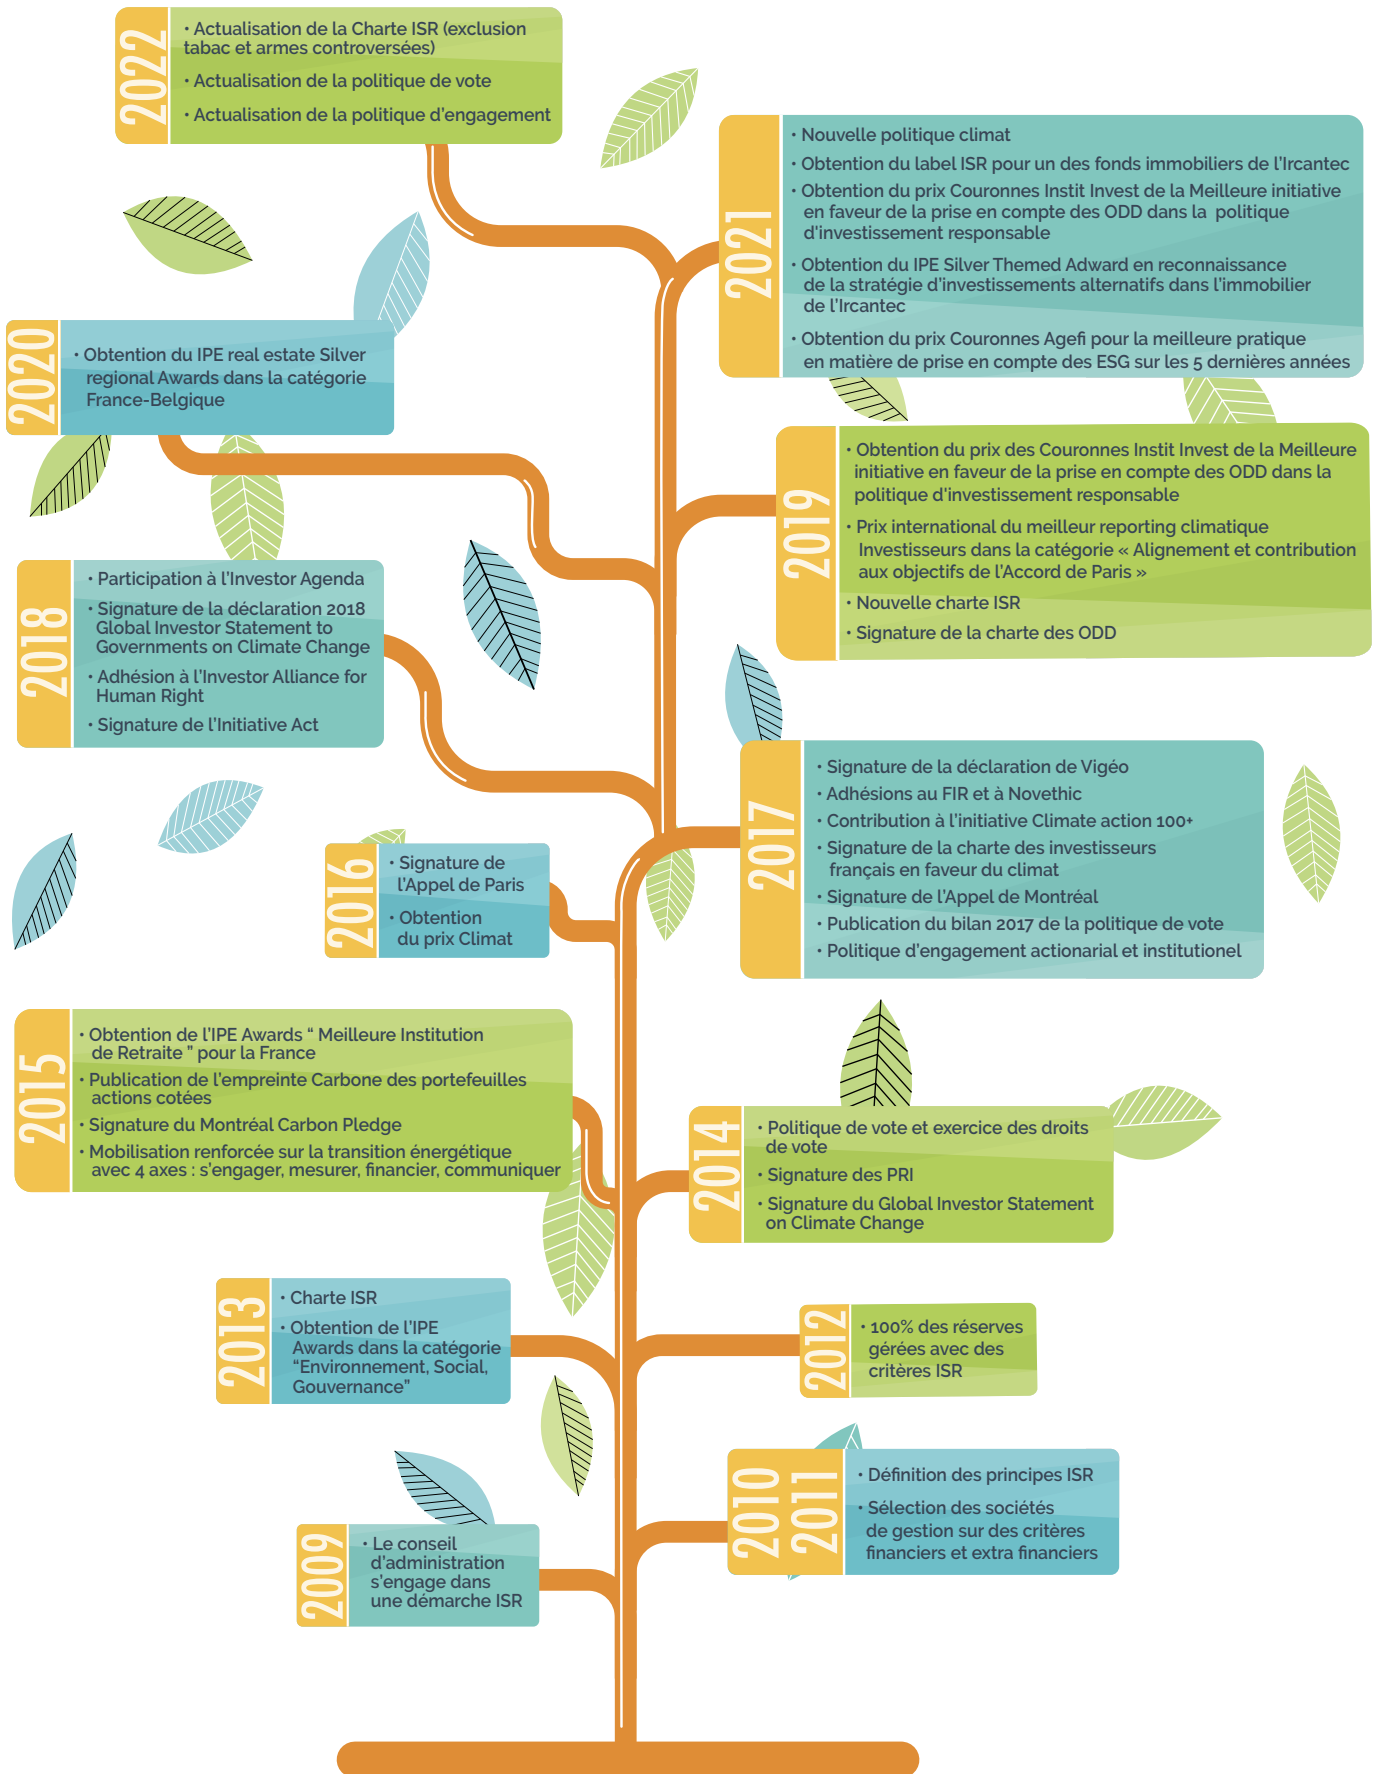 2022
• Actualisation de la Charte ISR (exclusion
tabac et armes controversées)
• Actualisation de la politique de vote
• Actualisation de la politique d'engagement
2021
• Nouvelle politique climat
• Obtention du label ISR pour un des fonds immobiliers de l'Ircantec
• Obtention du prix Couronnes Instit Invest de la Meilleure initiative
en faveur de la prise en compte des ODD dans la politique
d'investissement responsable
• Obtention du IPE Silver Themed Adward en reconnaissance
de la stratégie d'investissements alternatifs dans l'immobilier
de l'Ircantec
• Obtention du prix Couronnes Agefi pour la meilleure pratique
en matière de prise en compte des ESG sur les 5 dernières années
2020
• Obtention du IPE real estate Silver
regional Awards dans la catégorie
France-Belgique
2019
• Obtention du prix des Couronnes Instit Invest de la Meilleure
initiative en faveur de la prise en compte des ODD dans la
politique d'investissement responsable
• Prix international du meilleur reporting climatique
Investisseurs dans la catégorie « Alignement et contribution
aux objectifs de l'Accord de Paris »
• Nouvelle charte ISR
• Signature de la charte des ODD
2018
• Participation à l'Investor Agenda
• Signature de la déclaration 2018
Global Investor Statement to
Governments on Climate Change
• Adhésion à l'Investor Alliance for
Human Right
• Signature de l'Initiative Act
2017
• Signature de la déclaration de Vigéo
• Adhésions au FIR et à Novethic
• Contribution à l'initiative Climate action 100+
• Signature de la charte des investisseurs
français en faveur du climat
• Signature de l'Appel de Montréal
• Publication du bilan 2017 de la politique de vote
• Politique d'engagement actionarial et institutionel
2016
• Signature de
l'Appel de Paris
• Obtention
du prix Climat
2015
• Obtention de l'IPE Awards “ Meilleure Institution
de Retraite ” pour la France
• Publication de l'empreinte Carbone des portefeuilles
actions cotées
• Signature du Montréal Carbon Pledge
• Mobilisation renforcée sur la transition énergétique
avec 4 axes : s'engager, mesurer, financier, communiquer
2014
• Politique de vote et exercice des droits
de vote
• Signature des PRI
• Signature du Global Investor Statement
on Climate Change
2013
• Charte ISR
• Obtention de l'IPE
Awards dans la catégorie
“Environnement, Social,
Gouvernance”
2012
• 100% des réserves
gérées avec des
critères ISR
2010
2011
• Définition des principes ISR
• Sélection des sociétés
de gestion sur des critères
financiers et extra financiers
2009
• Le conseil
d'administration
s'engage dans
une démarche ISR